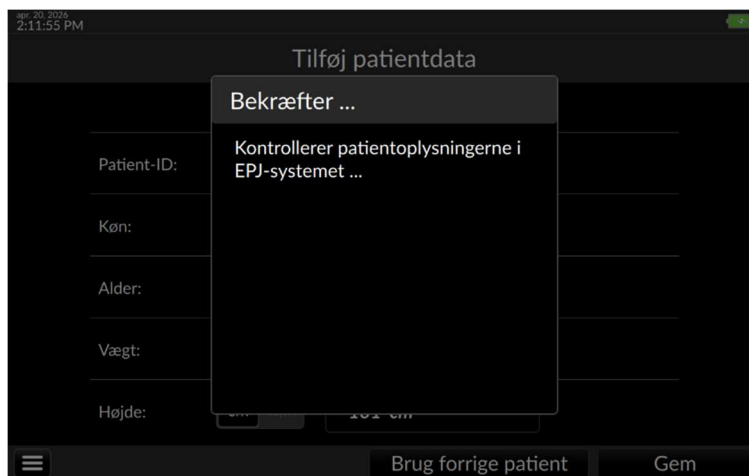 apr. 20, 2026
2:11:55 PM
Tilføj patientdata
Bekræfter ...
Kontrollerer patientoplysningerne i
EPJ-systemet ...
Patient-ID:
Køn:
Alder:
Vægt:
Højde:
cm
Brug forrige patient
Gem